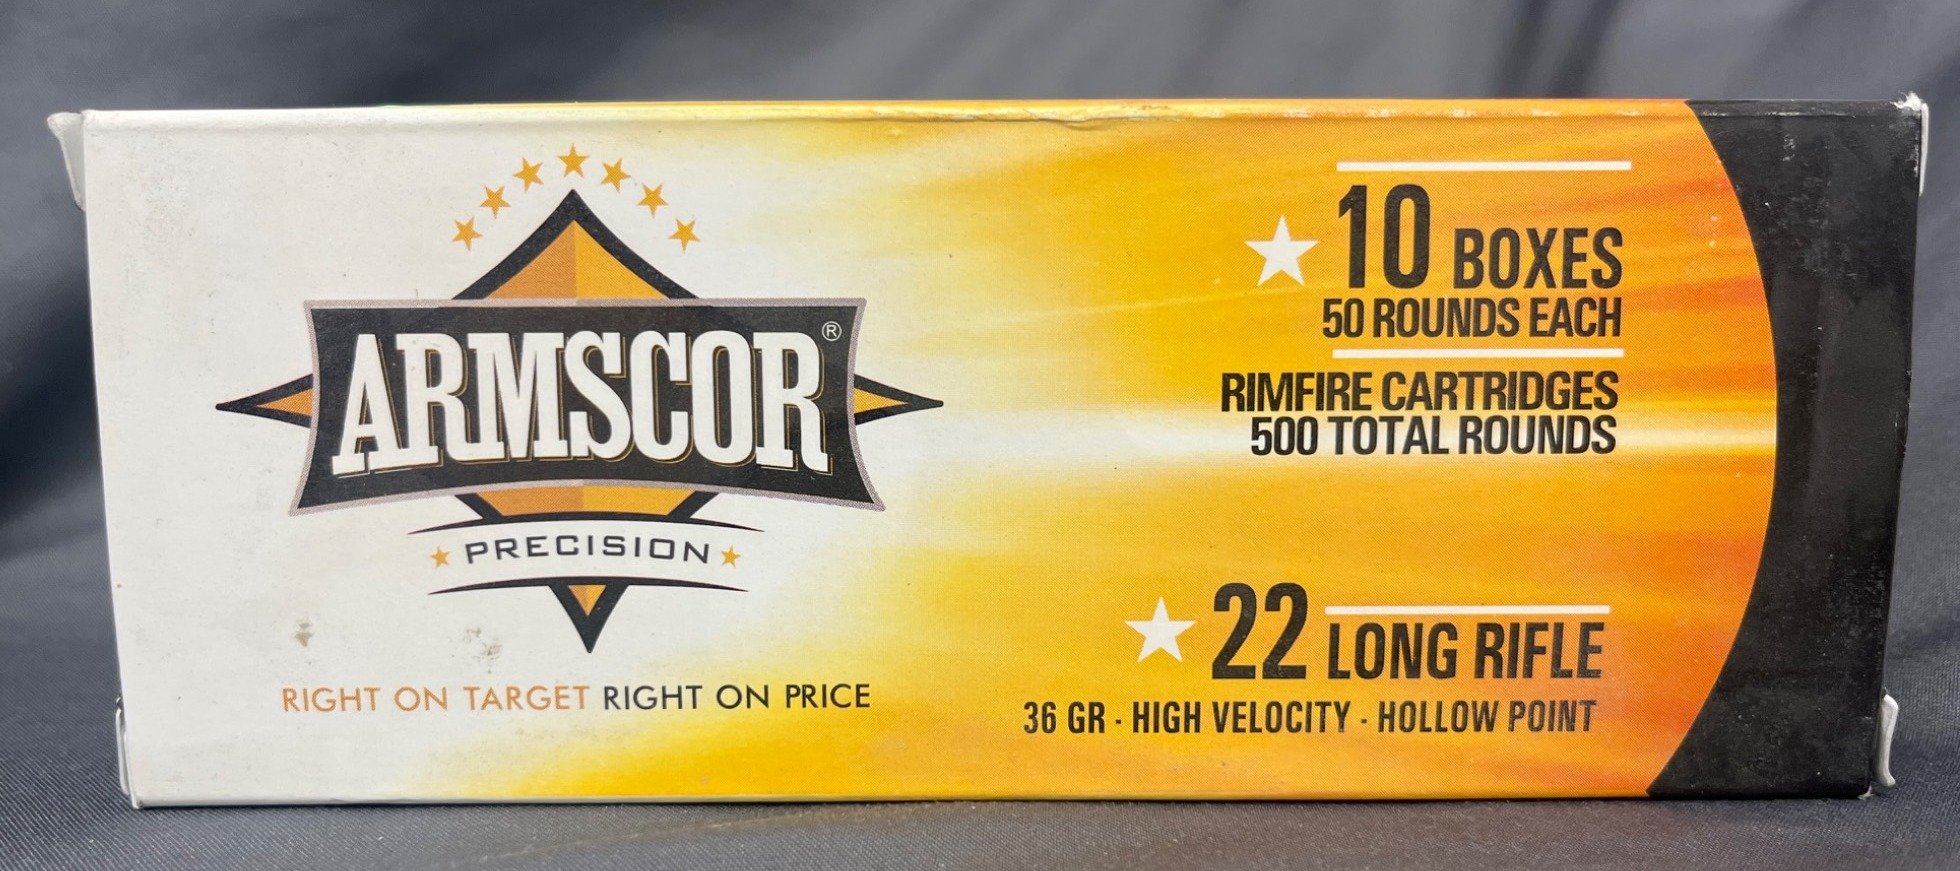 ARMSCOR®
PRECISION
RIGHT ON TARGET RIGHT ON PRICE
10 BOXES
50 ROUNDS EACH
RIMFIRE CARTRIDGES
500 TOTAL ROUNDS
22 LONG RIFLE
36 GR - HIGH VELOCITY - HOLLOW POINT